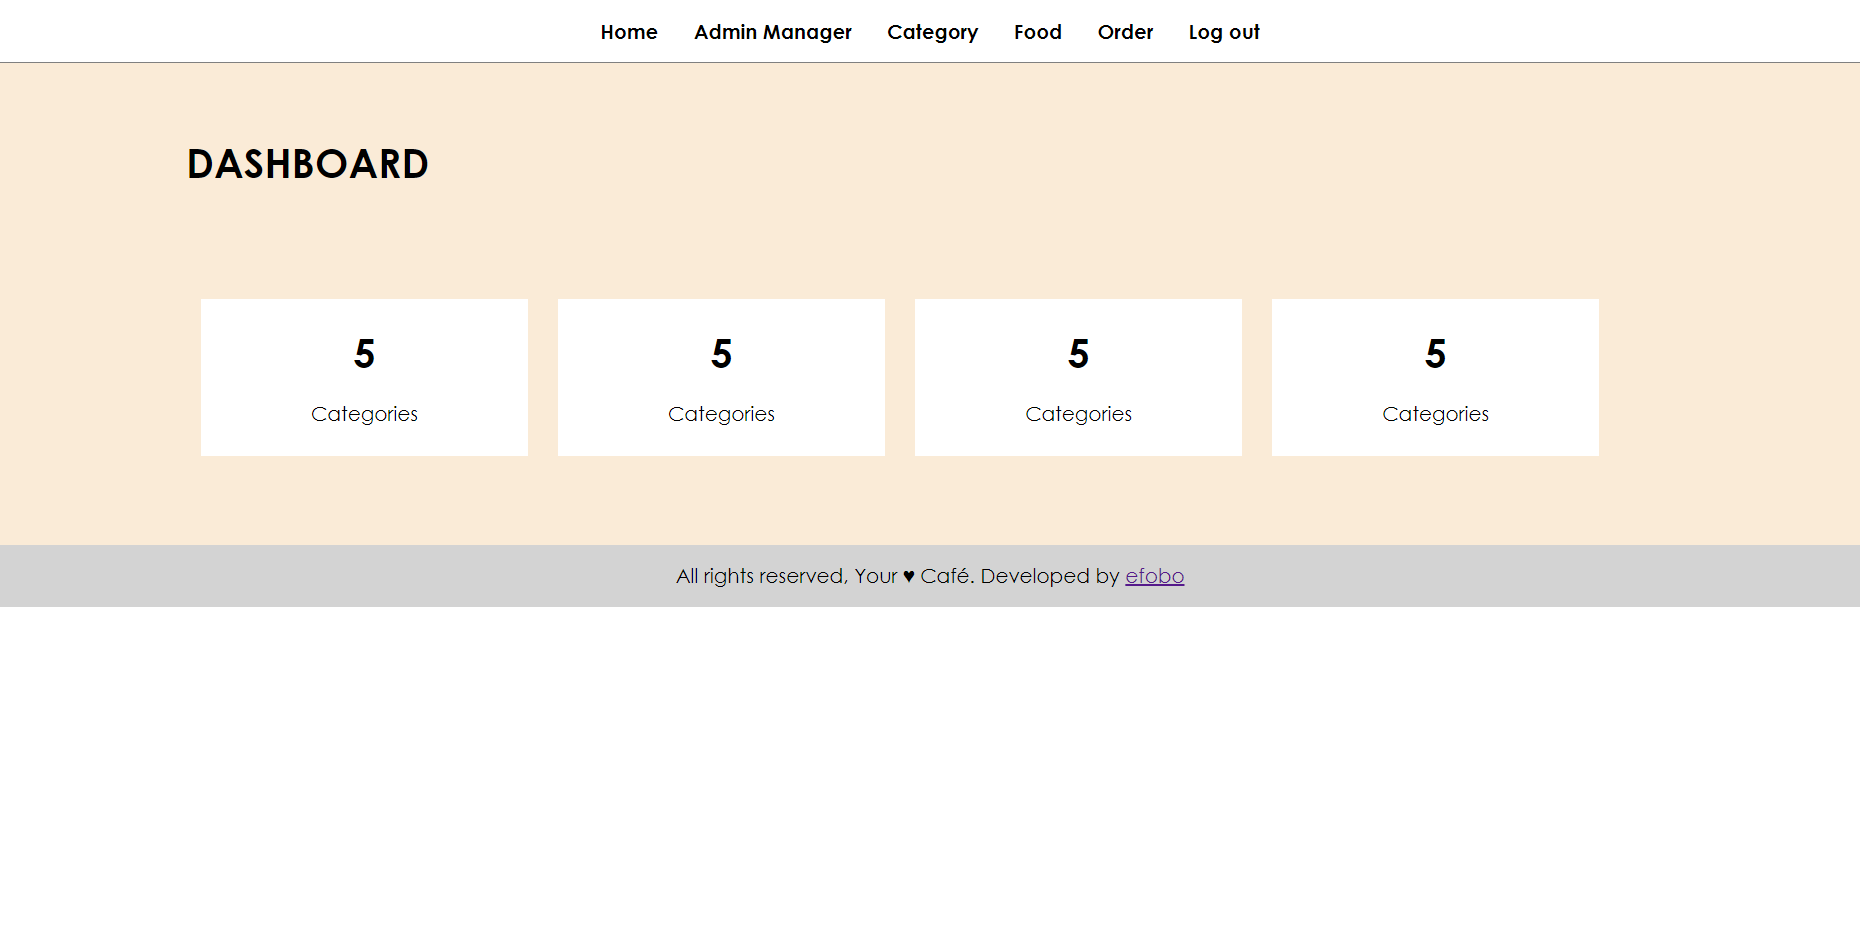 Home Admin Manager Category Food Order Log out
DASHBOARD
5 5 5 5
Categories Categories Categories Categories
All rights reserved, Your ♥ Café. Developed by efobo